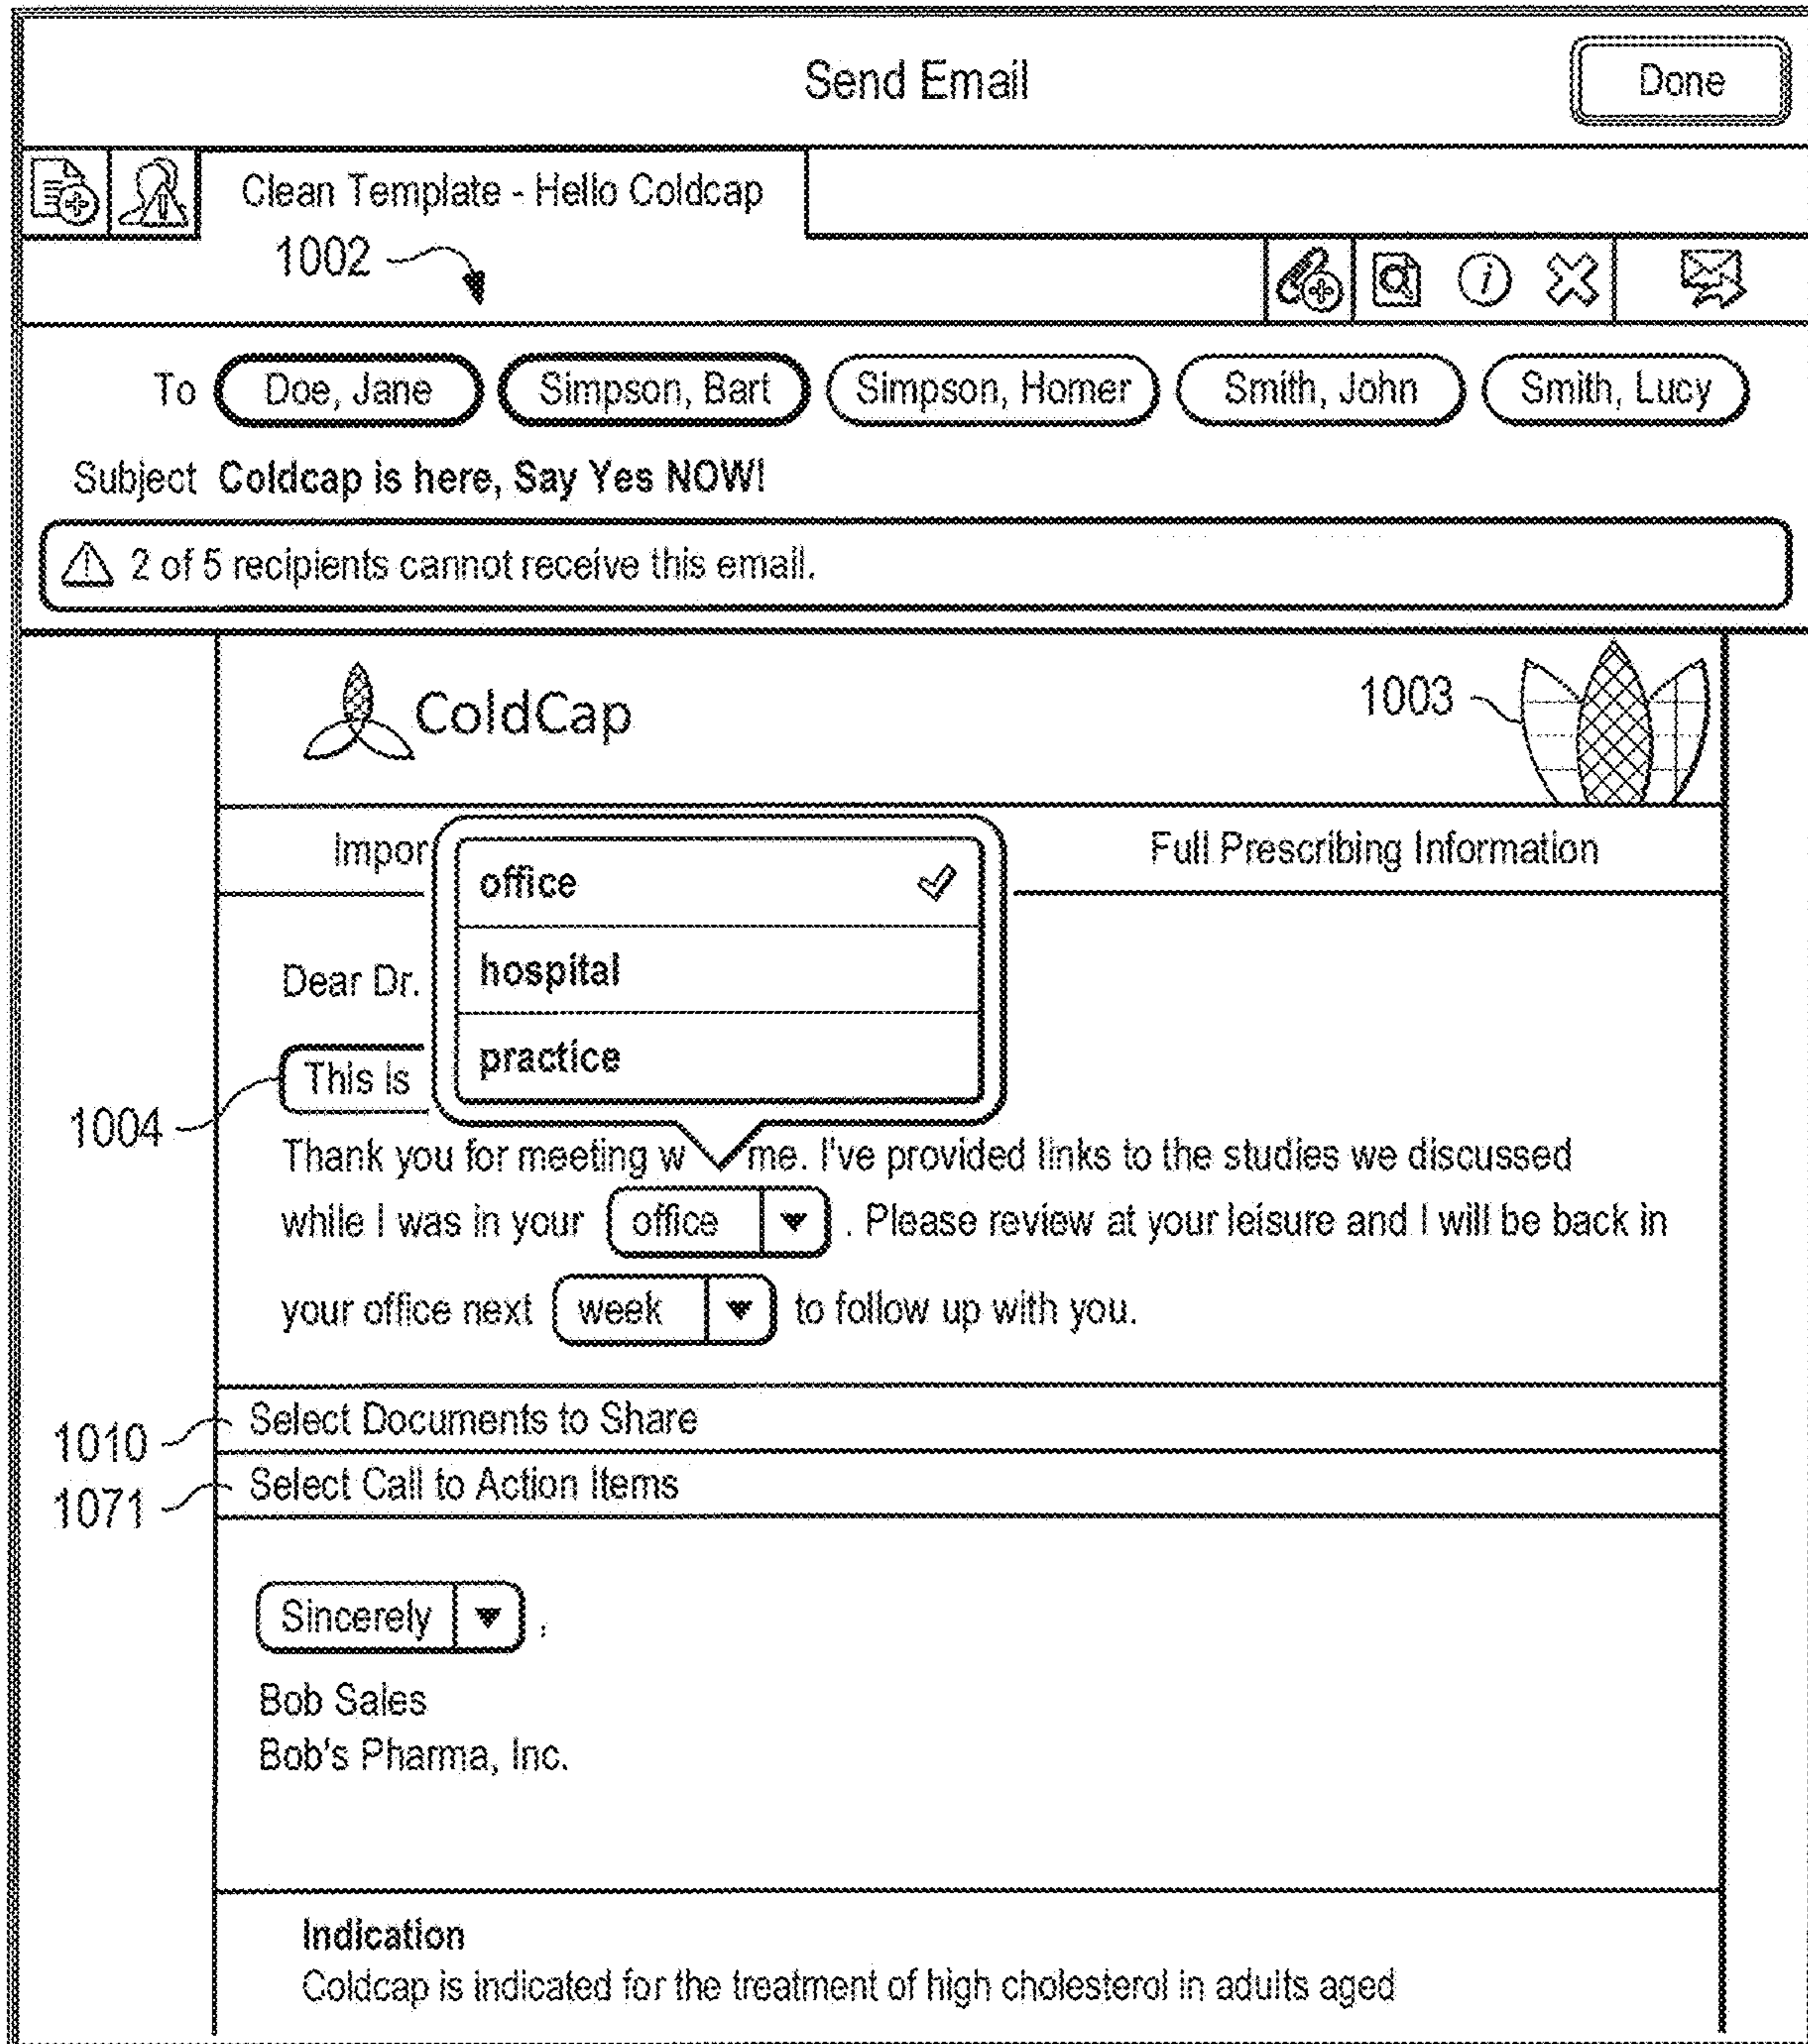 Send Email
Done
Clean Template - Hello Coldcap
1002
To Doe, Jane Simpson, Bart Simpson, Homer Smith, John Smith, Lucy
Subject Coldcap is here, Say Yes NOW!
2 of 5 recipients cannot receive this email.
ColdCap
1003
Impor
Full Prescribing Information
office
hospital
practice
Dear Dr.
This is
1004
Thank you for meeting w me. I've provided links to the studies we discussed
while I was in your office . Please review at your leisure and I will be back in
your office next week to follow up with you.
1010 Select Documents to Share
1071 Select Call to Action Items
Sincerely ,
Bob Sales
Bob's Pharma, Inc.
Indication
Coldcap is indicated for the treatment of high cholesterol in adults aged